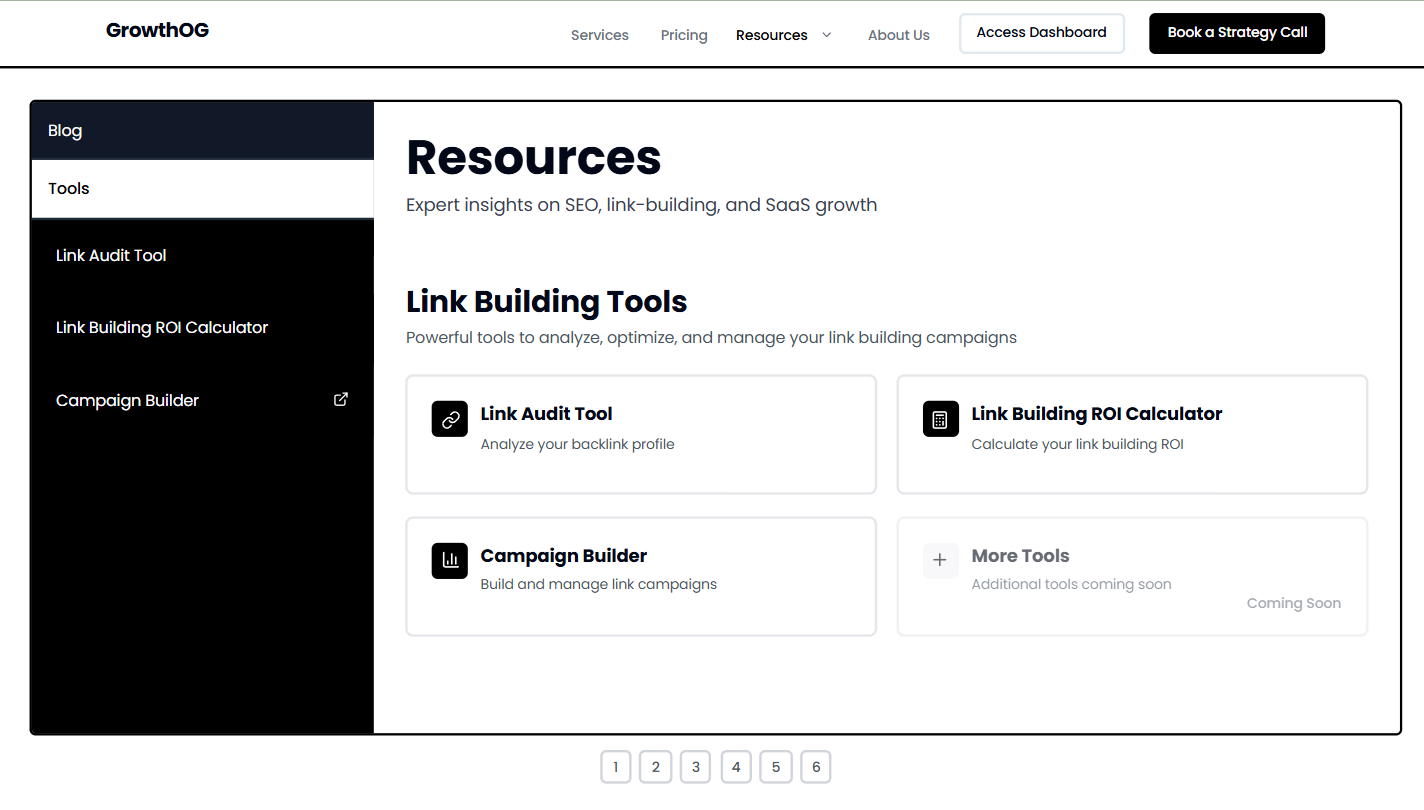 GrowthOG
Services
Pricing
Resources
About Us
Access Dashboard
Book a Strategy Call
Blog
Tools
Link Audit Tool
Link Building ROI Calculator
Campaign Builder
Resources
Expert insights on SEO, link-building, and SaaS growth
Link Building Tools
Powerful tools to analyze, optimize, and manage your link building campaigns
Link Audit Tool
Analyze your backlink profile
Link Building ROI Calculator
Calculate your link building ROI
Campaign Builder
Build and manage link campaigns
More Tools
Additional tools coming soon
Coming Soon
1 2 3 4 5 6